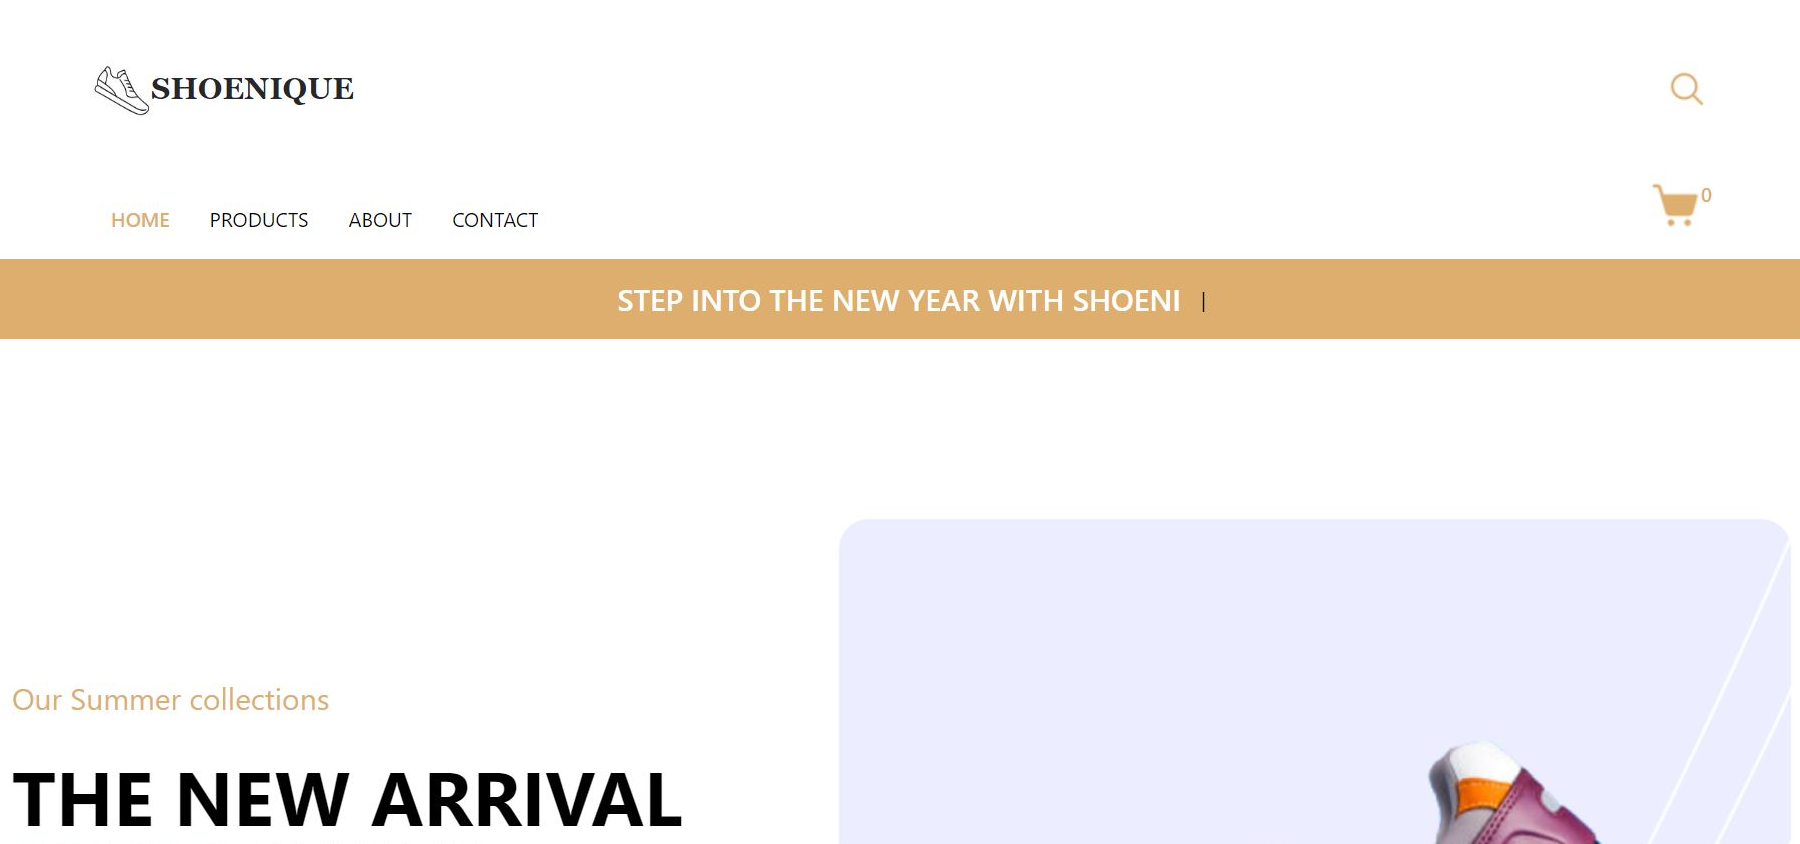 SHOENIQUE
0
HOME PRODUCTS ABOUT CONTACT
STEP INTO THE NEW YEAR WITH SHOENI |
Our Summer collections
THE NEW ARRIVAL